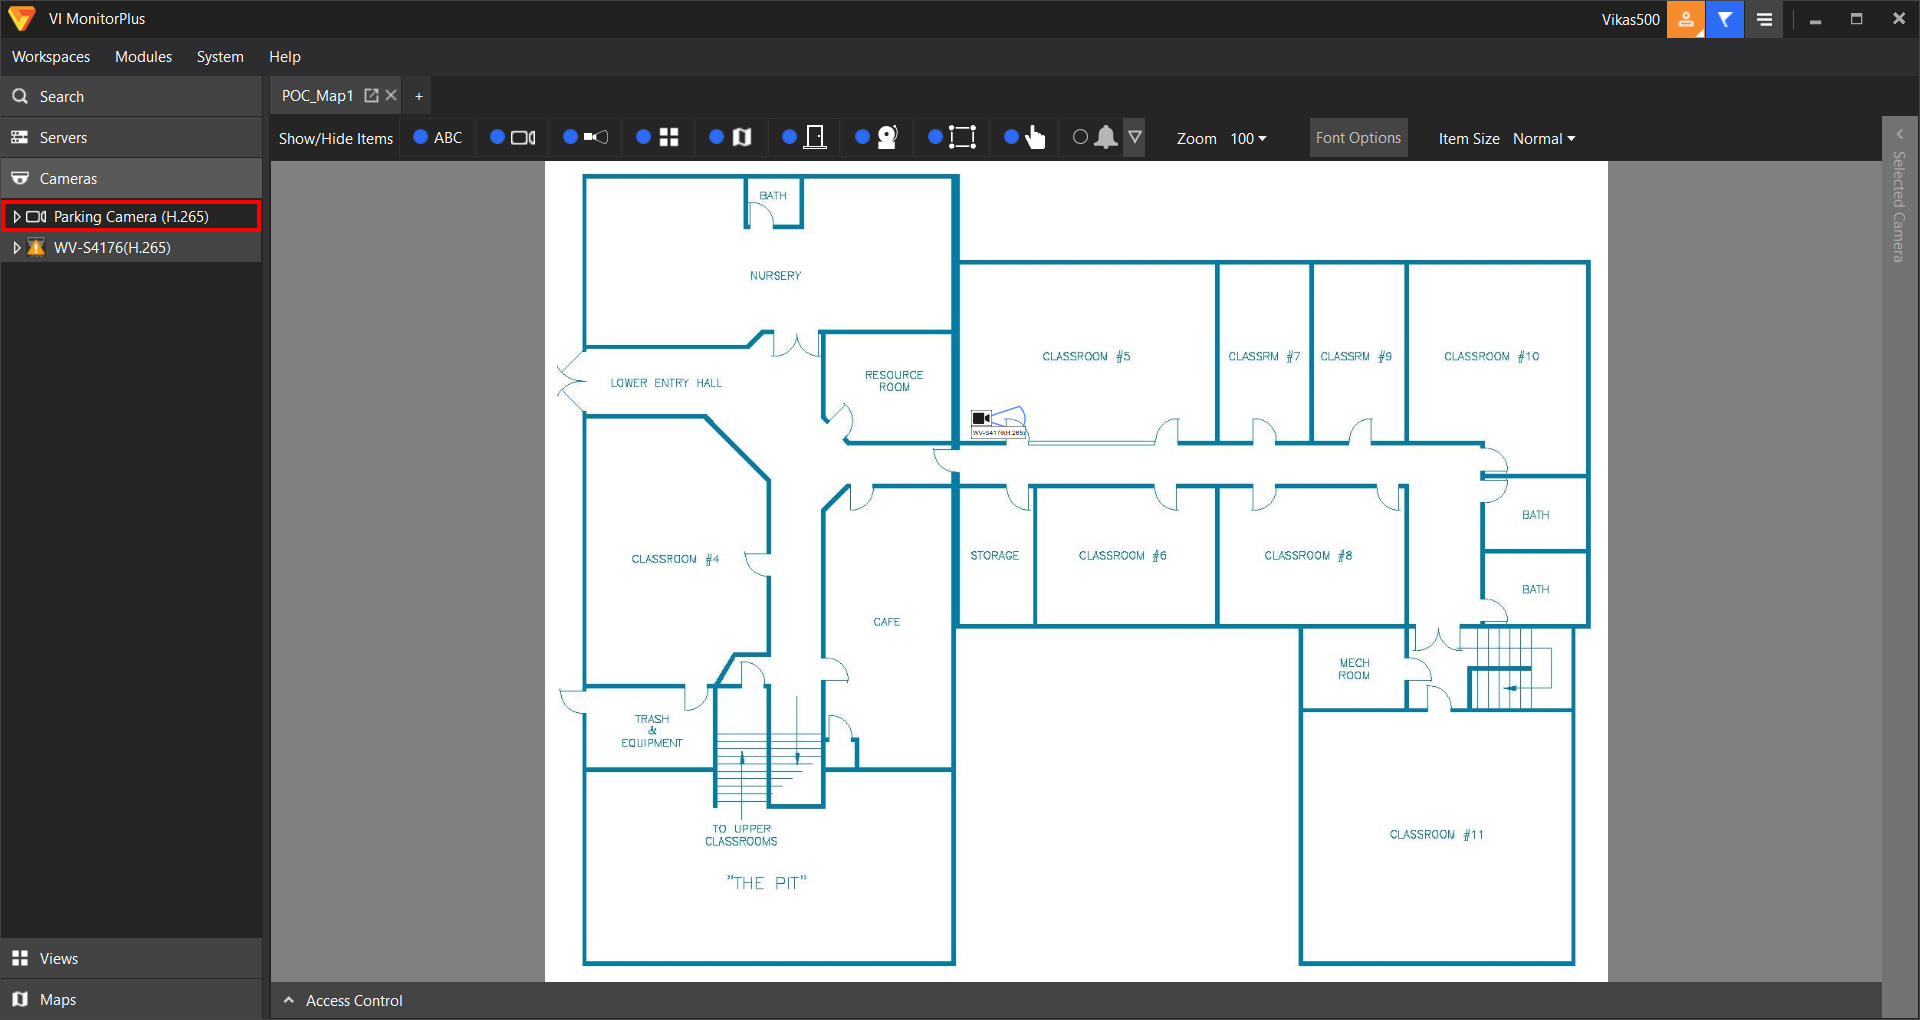 VI MonitorPlus
Vikas500
Workspaces Modules System Help
Search
POC_Map1 +
Servers
Show/Hide Items ABC Zoom 100 Font Options Item Size Normal
Cameras
Selected Camera
Parking Camera (H.265)
WV-S4176(H.265)
BATH
NURSERY
CLASSROOM #5
CLASSRM #7
CLASSRM #9
CLASSROOM #10
LOWER ENTRY HALL
RESOURCE
ROOM
WV-S4176(H.265)
CLASSROOM #4
STORAGE
CLASSROOM #6
CLASSROOM #8
BATH
BATH
CAFE
MECH
ROOM
TRASH
&
EQUIPMENT
TO UPPER
CLASSROOMS
"THE PIT"
CLASSROOM #11
Views
Maps
Access Control